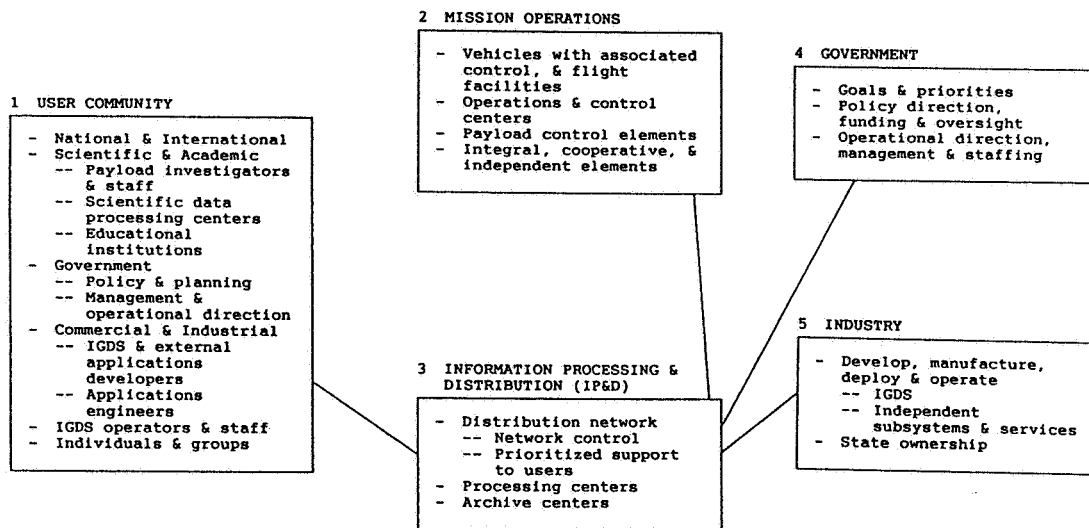 2 MISSION OPERATIONS
- Vehicles with associated
control, & flight
facilities
- Operations & control
centers
- Payload control elements
- Integral, cooperative, &
independent elements
4 GOVERNMENT
- Goals & priorities
- Policy direction,
funding & oversight
- Operational direction,
management & staffing
1 USER COMMUNITY
- National & International
- Scientific & Academic
-- Payload investigators
& staff
-- Scientific data
processing centers
-- Educational
institutions
- Government
-- Policy & planning
-- Management &
operational direction
- Commercial & Industrial
-- IGDS & external
applications
developers
-- Applications
engineers
- IGDS operators & staff
- Individuals & groups
3 INFORMATION PROCESSING &
DISTRIBUTION (IP&D)
- Distribution network
-- Network control
-- Prioritized support
to users
- Processing centers
- Archive centers
5 INDUSTRY
- Develop, manufacture,
deploy & operate
-- IGDS
-- Independent
subsystems & services
- State ownership